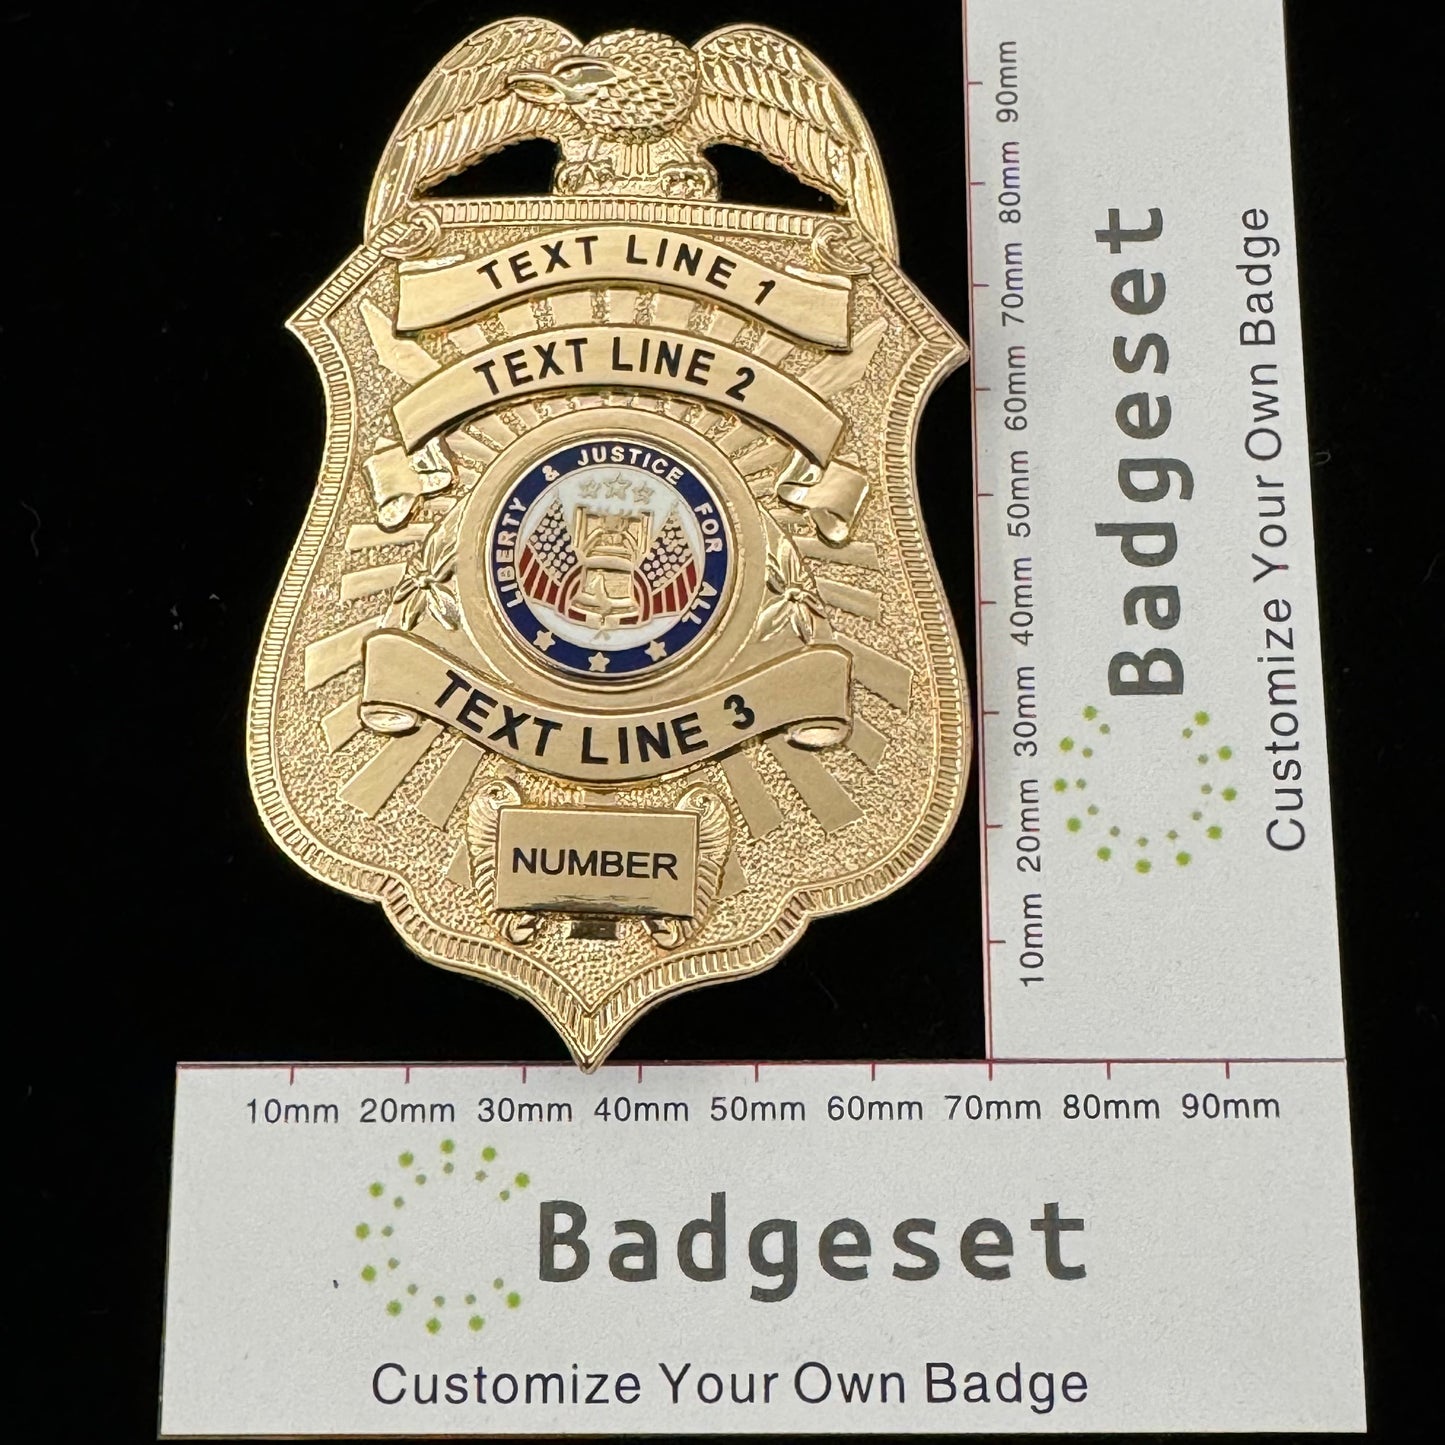 TEXT LINE 1
TEXT LINE 2
LIBERTY & JUSTICE FOR ALL
TEXT LINE 3
NUMBER
10mm 20mm 30mm 40mm 50mm 60mm 70mm 80mm 90mm
Badgeset
Customize Your Own Badge
10mm 20mm 30mm 40mm 50mm 60mm 70mm 80mm 90mm
Badgeset
Customize Your Own Badge